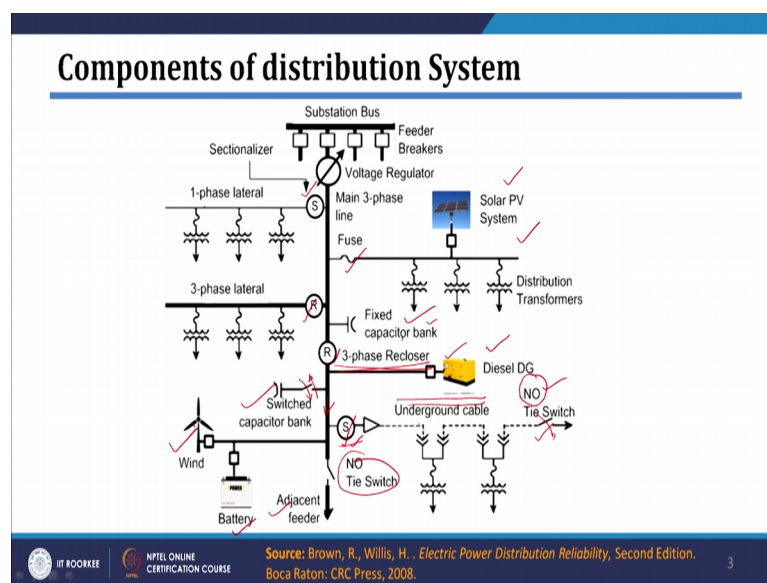 Components of distribution System
Substation Bus
Feeder
Breakers
Sectionalizer
Voltage Regulator
1-phase lateral
S
Main 3-phase
line
Solar PV
System
Fuse
3-phase lateral
R
Distribution
Transformers
Fixed
capacitor bank
R
3-phase Recloser
Diesel DG
NO
Switched
capacitor bank
Underground cable
Tie Switch
S
Wind
NO
Tie Switch
POWER
Battery
Adjacent
feeder
IIT ROORKEE
NPTEL ONLINE
CERTIFICATION COURSE
Source: Brown, R., Willis, H. . Electric Power Distribution Reliability, Second Edition.
Boca Raton: CRC Press, 2008.
3